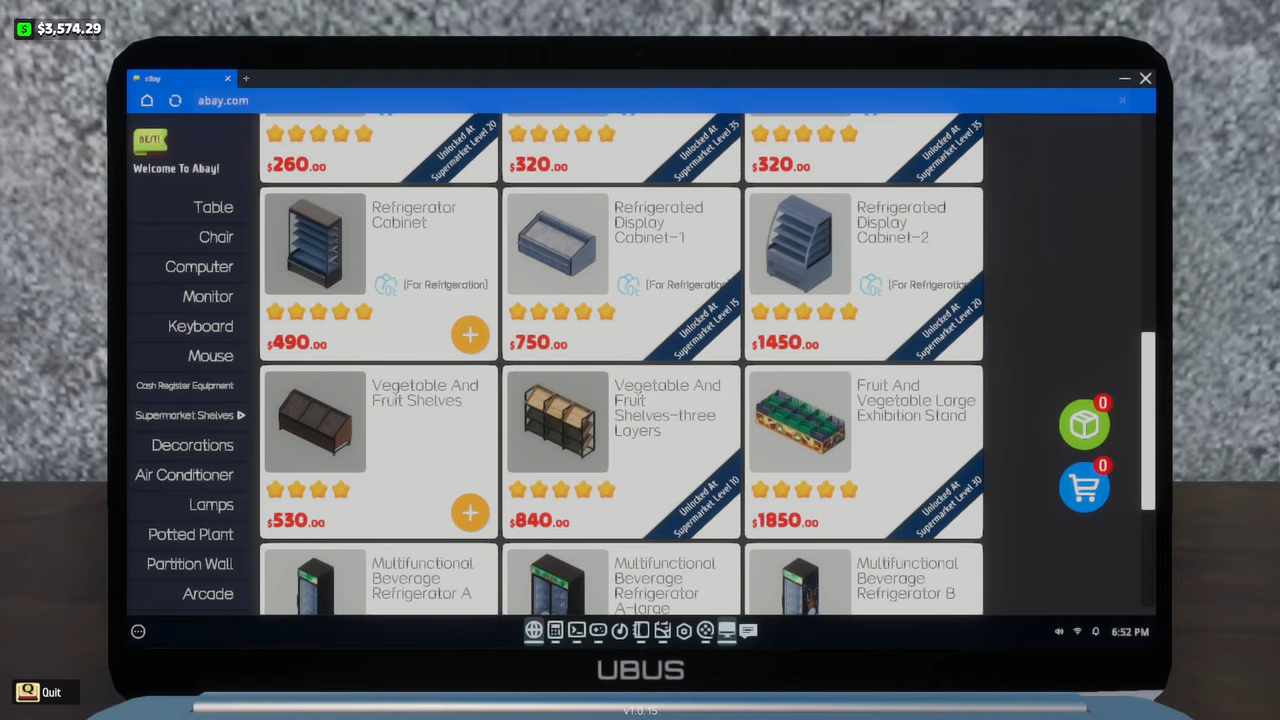 $ $3,574.29
aBay
abay.com
BEST!
Welcome To Abay!
Table
Chair
Computer
Monitor
Keyboard
Mouse
Cash Register Equipment
Supermarket Shelves
Decorations
Air Conditioner
Lamps
Potted Plant
Partition Wall
Arcade
$260.00
Unlocked At
Supermarket Level 20
$320.00
Unlocked At
Supermarket Level 35
$320.00
Unlocked At
Supermarket Level 35
Refrigerator
Cabinet
[For Refrigeration]
$490.00
Refrigerated
Display
Cabinet-1
[For Refrigeration
$750.00
Unlocked At
Supermarket Level 15
Refrigerated
Display
Cabinet-2
[For Refrigeration
$1450.00
Unlocked At
Supermarket Level 20
Vegetable And
Fruit Shelves
$530.00
Vegetable And
Fruit
Shelves-three
Layers
$840.00
Unlocked At
Supermarket Level 10
Fruit And
Vegetable Large
Exhibition Stand
$1850.00
Unlocked At
Supermarket Level 30
Multifunctional
Beverage
Refrigerator A
Multifunctional
Beverage
Refrigerator
A-large
Multifunctional
Beverage
Refrigerator B
0
0
6:52 PM
UBUS
Q Quit
v1.0.15